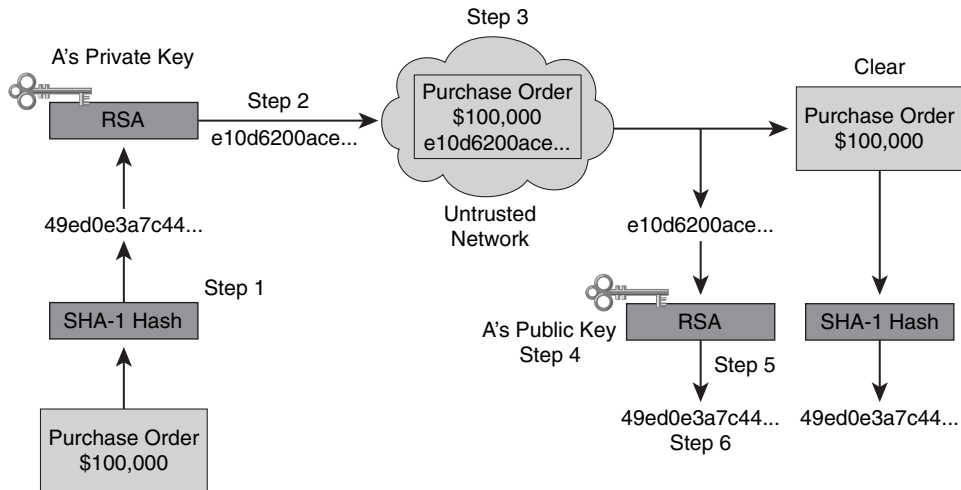 Step 3
A's Private Key
RSA
Step 2
e10d6200ace...
Purchase Order
$100,000
e10d6200ace...
Untrusted
Network
Clear
Purchase Order
$100,000
49ed0e3a7c44...
Step 1
SHA-1 Hash
Purchase Order
$100,000
e10d6200ace...
A's Public Key
Step 4
RSA
Step 5
49ed0e3a7c44...
Step 6
SHA-1 Hash
49ed0e3a7c44...